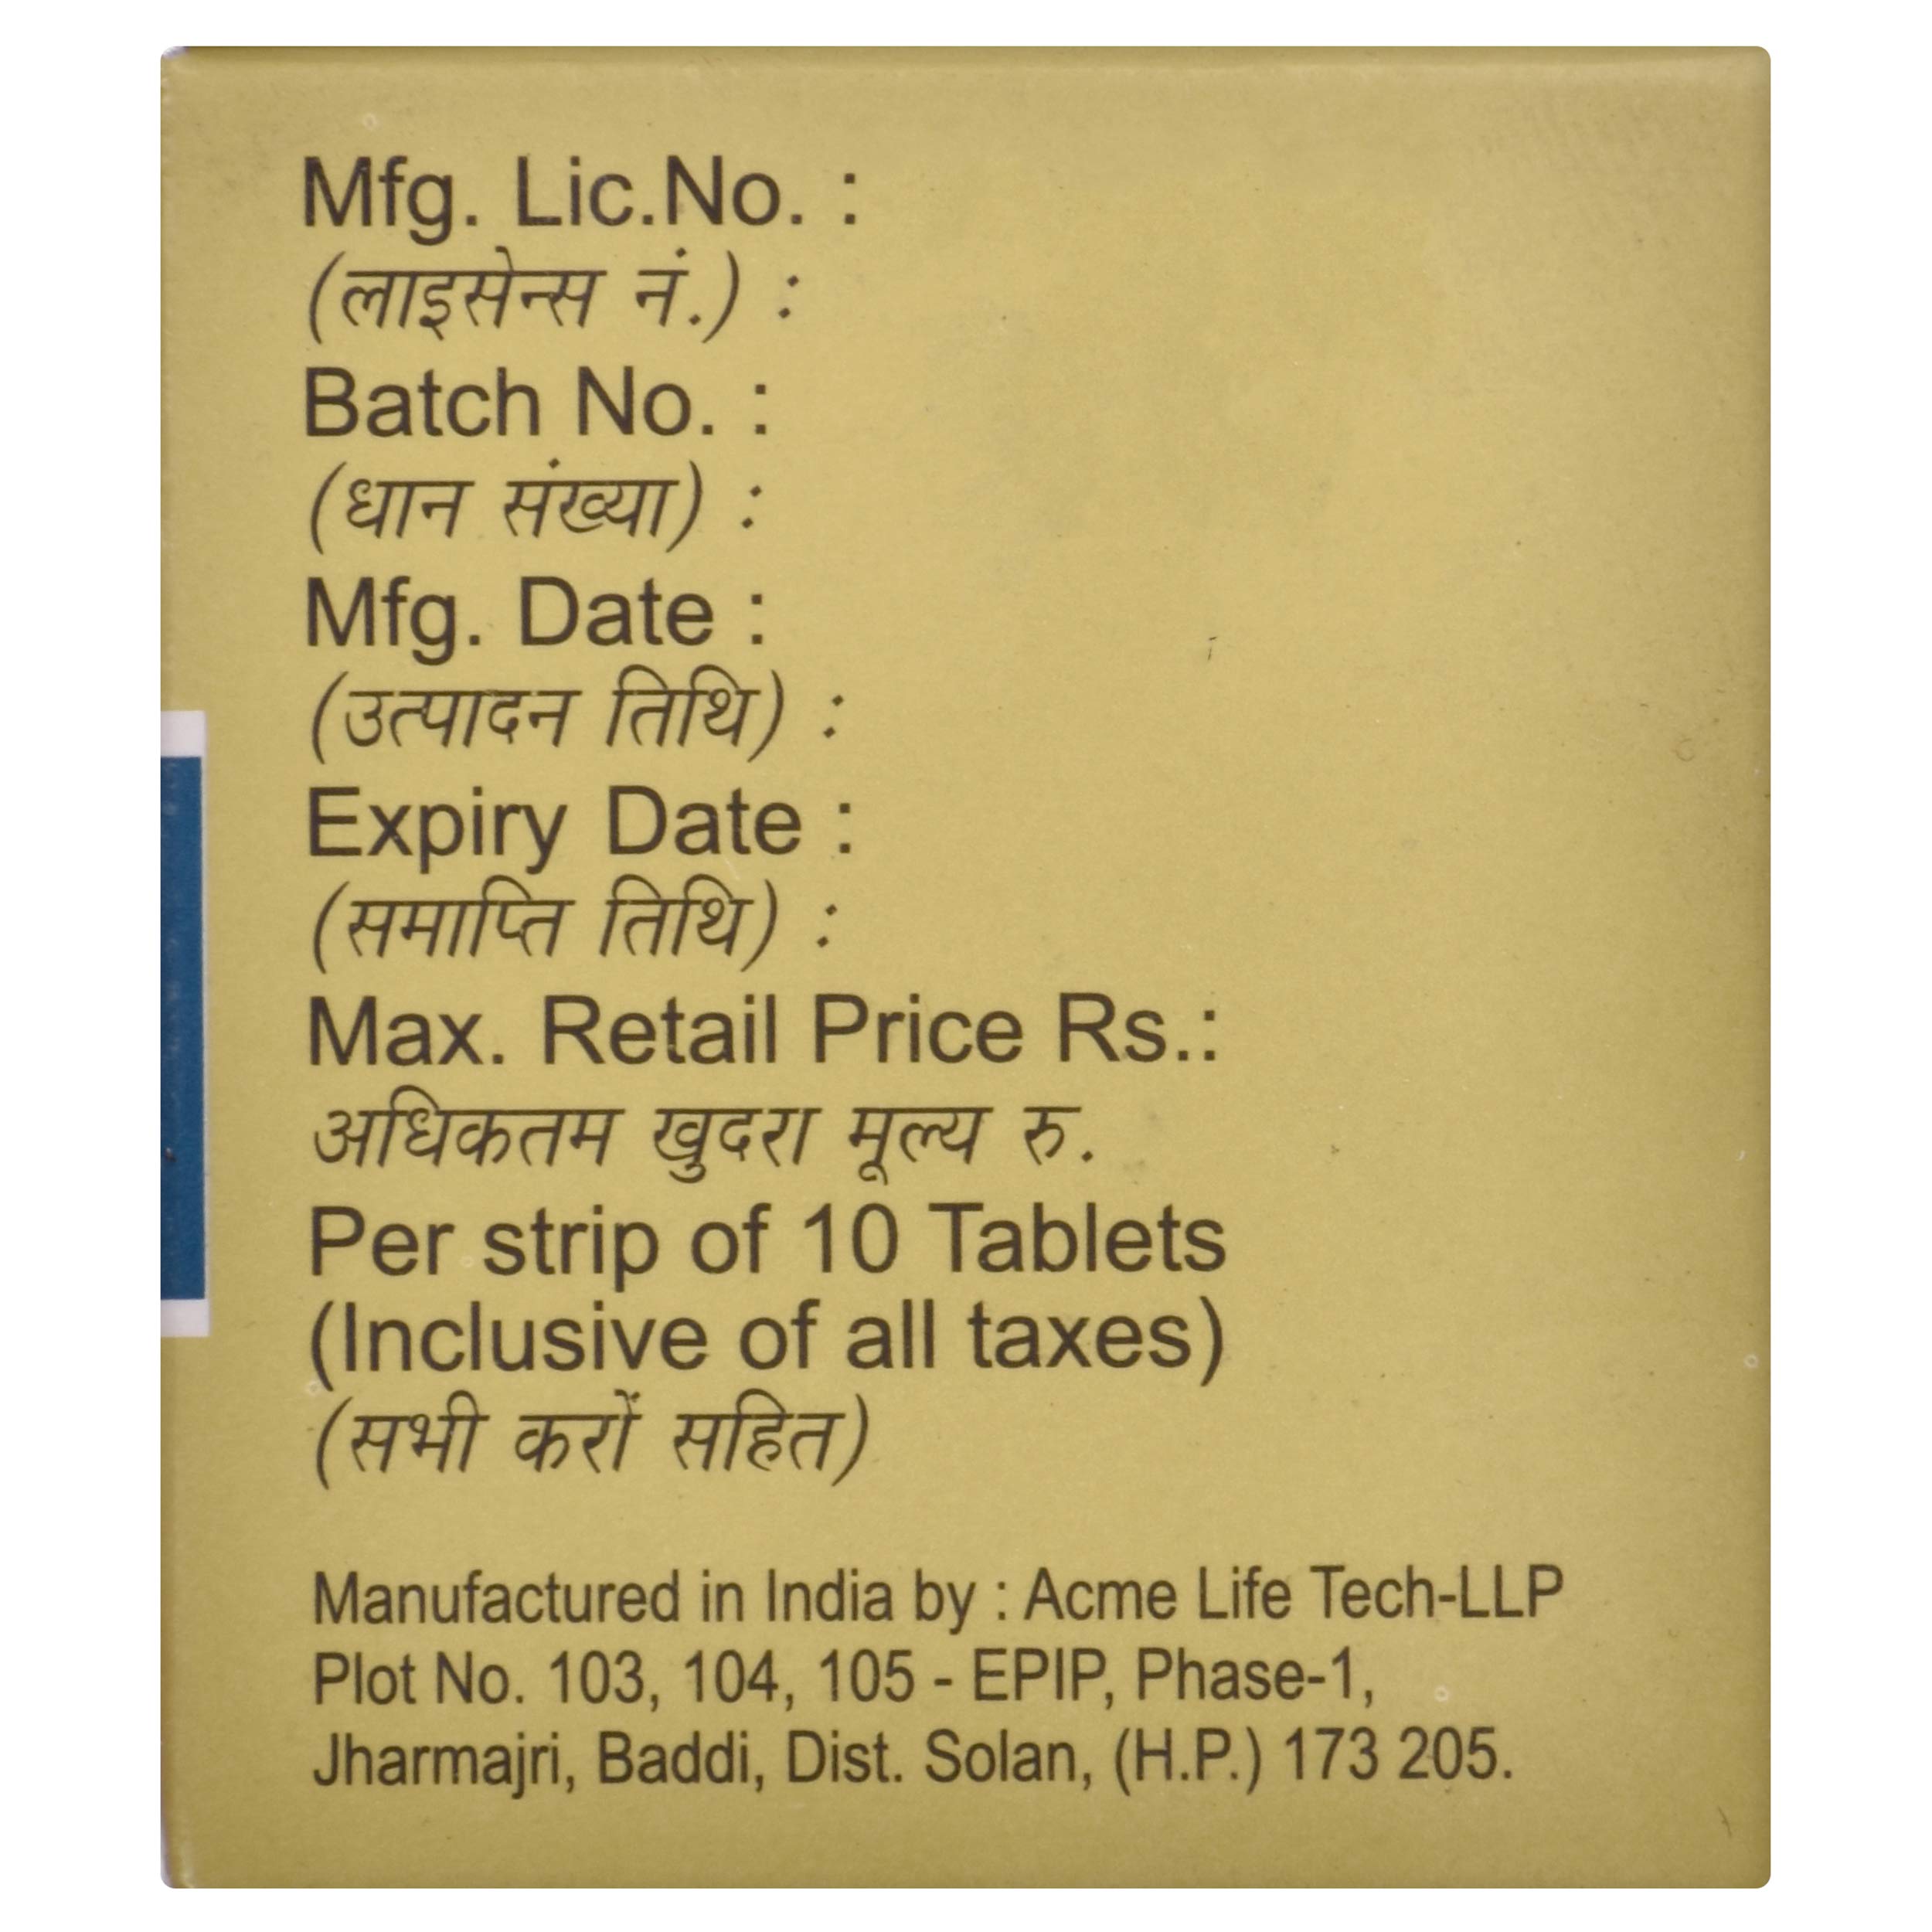 Mfg. Lic.No. :
(लाइसेन्स नं.) :
Batch No. :
(धान संख्या) :
Mfg. Date :
(उत्पादन तिथि) :
Expiry Date :
(समाप्ति तिथि) :
Max. Retail Price Rs.:
अधिकतम खुदरा मूल्य रु.
Per strip of 10 Tablets
(Inclusive of all taxes)
(सभी करों सहित)
Manufactured in India by : Acme Life Tech-LLP
Plot No. 103, 104, 105 - EPIP, Phase-1,
Jharmajri, Baddi, Dist. Solan, (H.P.) 173 205.